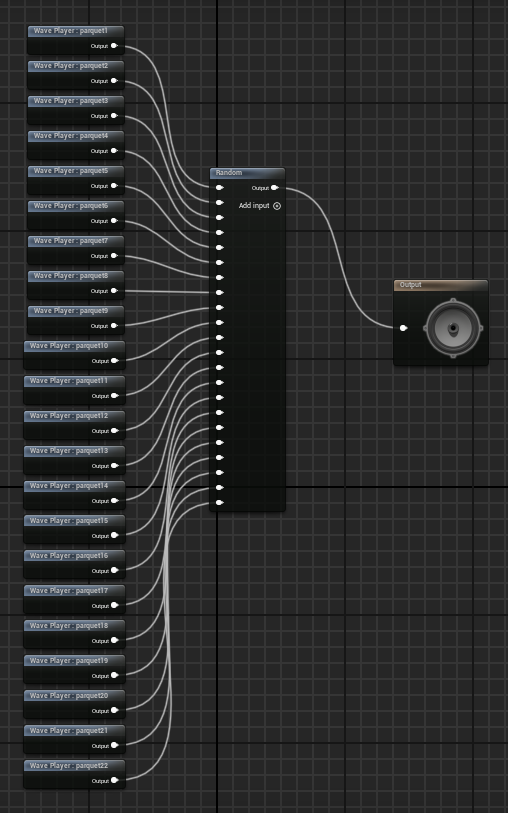 Wave Player : parquet1
Output
Wave Player : parquet2
Output
Wave Player : parquet3
Output
Wave Player : parquet4
Output
Wave Player : parquet5
Output
Wave Player : parquet6
Output
Wave Player : parquet7
Output
Wave Player : parquet8
Output
Wave Player : parquet9
Output
Wave Player : parquet10
Output
Wave Player : parquet11
Output
Wave Player : parquet12
Output
Wave Player : parquet13
Output
Wave Player : parquet14
Output
Wave Player : parquet15
Output
Wave Player : parquet16
Output
Wave Player : parquet17
Output
Wave Player : parquet18
Output
Wave Player : parquet19
Output
Wave Player : parquet20
Output
Wave Player : parquet21
Output
Wave Player : parquet22
Output
Random
Output
Add input
Output